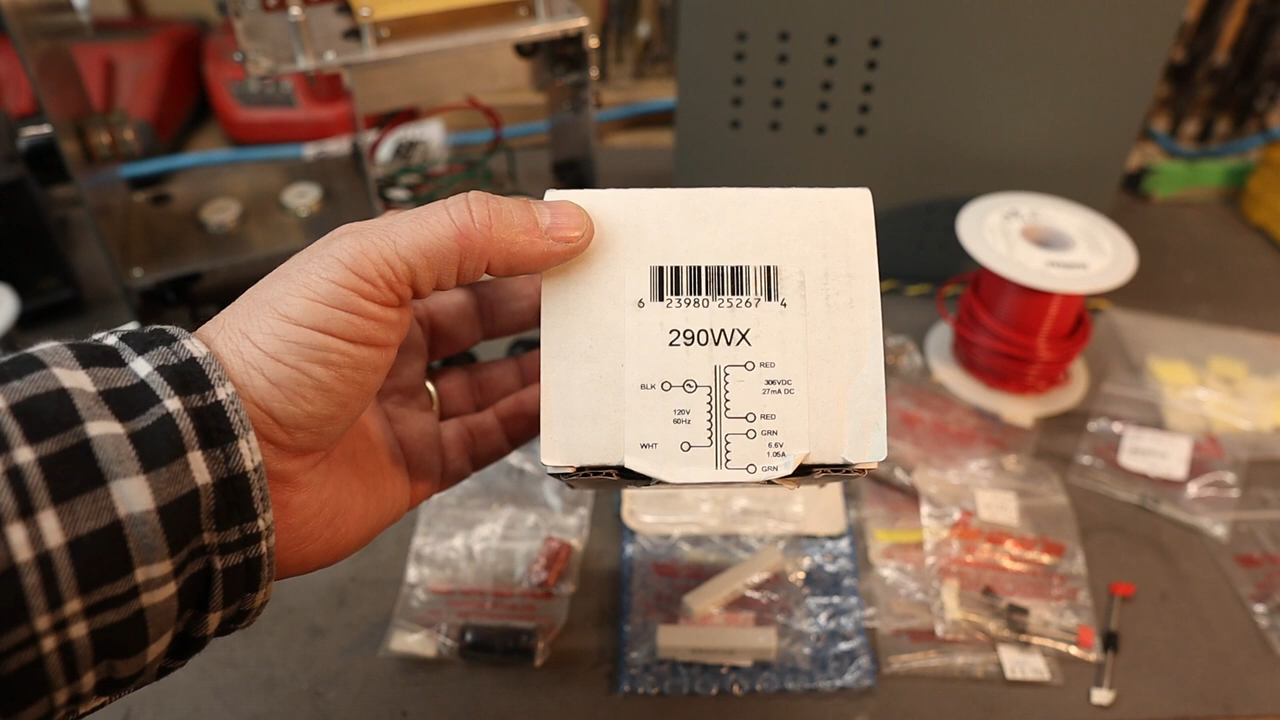 6 23980 25267 4
290WX
RED
BLK
306VDC
27mA DC
120V
60Hz
RED
GRN
WHT
6.6V
1.05A
GRN